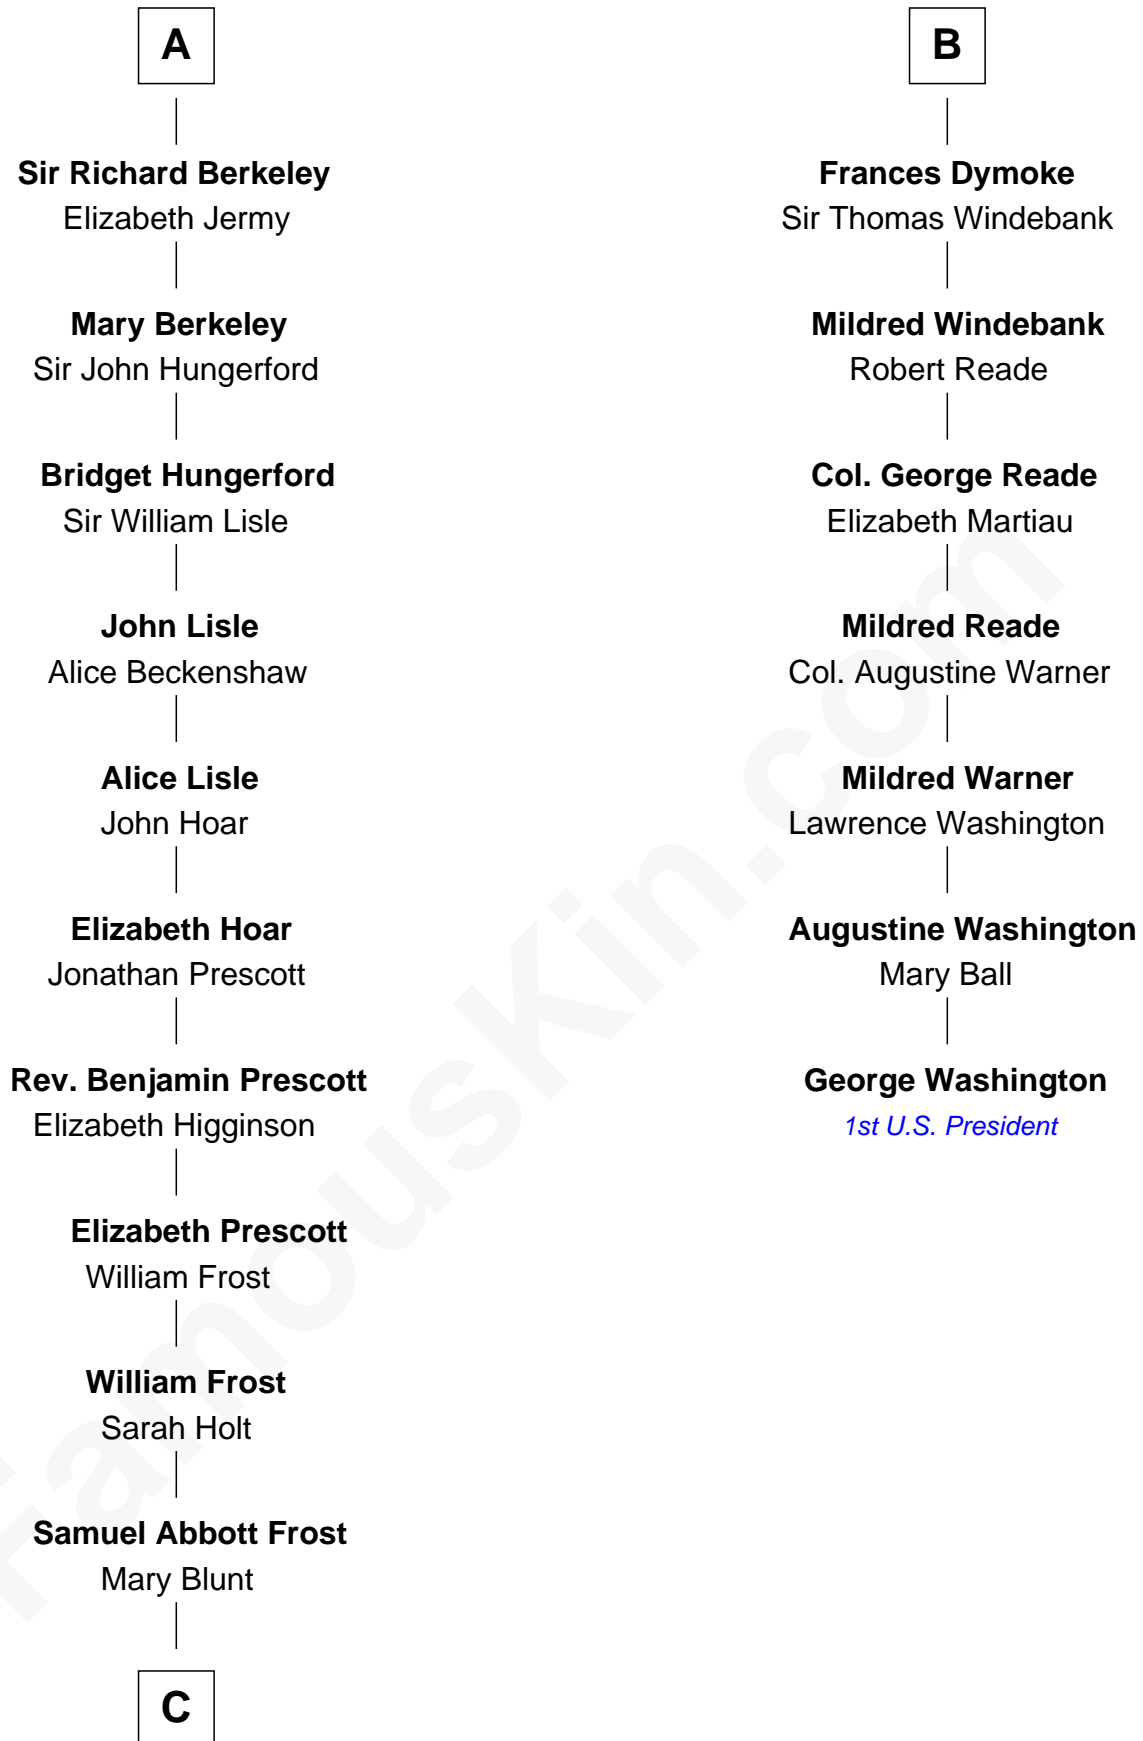 A
Sir Richard Berkeley
Elizabeth Jermy
Mary Berkeley
Sir John Hungerford
Bridget Hungerford
Sir William Lisle
John Lisle
Alice Beckenshaw
Alice Lisle
John Hoar
Elizabeth Hoar
Jonathan Prescott
Rev. Benjamin Prescott
Elizabeth Higginson
Elizabeth Prescott
William Frost
William Frost
Sarah Holt
Samuel Abbott Frost
Mary Blunt
C
B
Frances Dymoke
Sir Thomas Windebank
Mildred Windebank
Robert Reade
Col. George Reade
Elizabeth Martiau
Mildred Reade
Col. Augustine Warner
Mildred Warner
Lawrence Washington
Augustine Washington
Mary Ball
George Washington
1st U.S. President
FamousKin.com